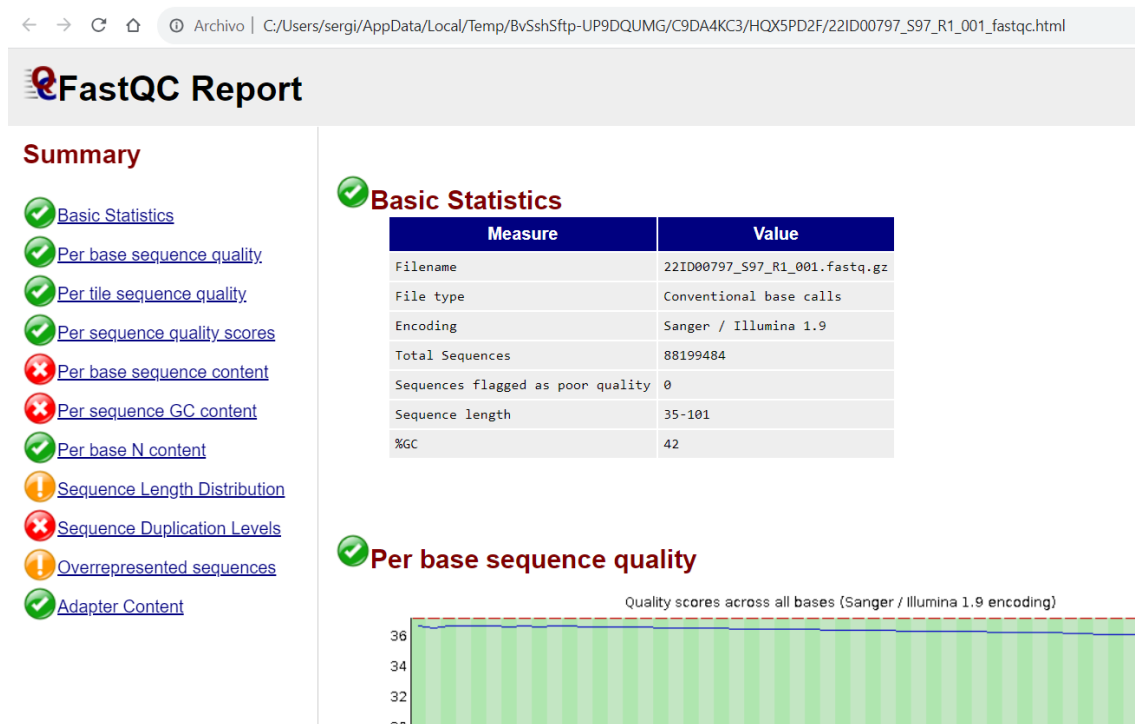 Archivo | C:/Users/sergi/AppData/Local/Temp/BvSshSftp-UP9DQUMG/C9DA4KC3/HQX5PD2F/22ID00797_S97_R1_001_fastqc.html
FastQC Report
Summary
Basic Statistics
Per base sequence quality
Per tile sequence quality
Per sequence quality scores
Per base sequence content
Per sequence GC content
Per base N content
Sequence Length Distribution
Sequence Duplication Levels
Overrepresented sequences
Adapter Content
Basic Statistics
Measure Value
Filename 22ID00797_S97_R1_001.fastq.gz
File type Conventional base calls
Encoding Sanger / Illumina 1.9
Total Sequences 88199484
Sequences flagged as poor quality 0
Sequence length 35-101
%GC 42
Per base sequence quality
Quality scores across all bases (Sanger / Illumina 1.9 encoding)
36
34
32